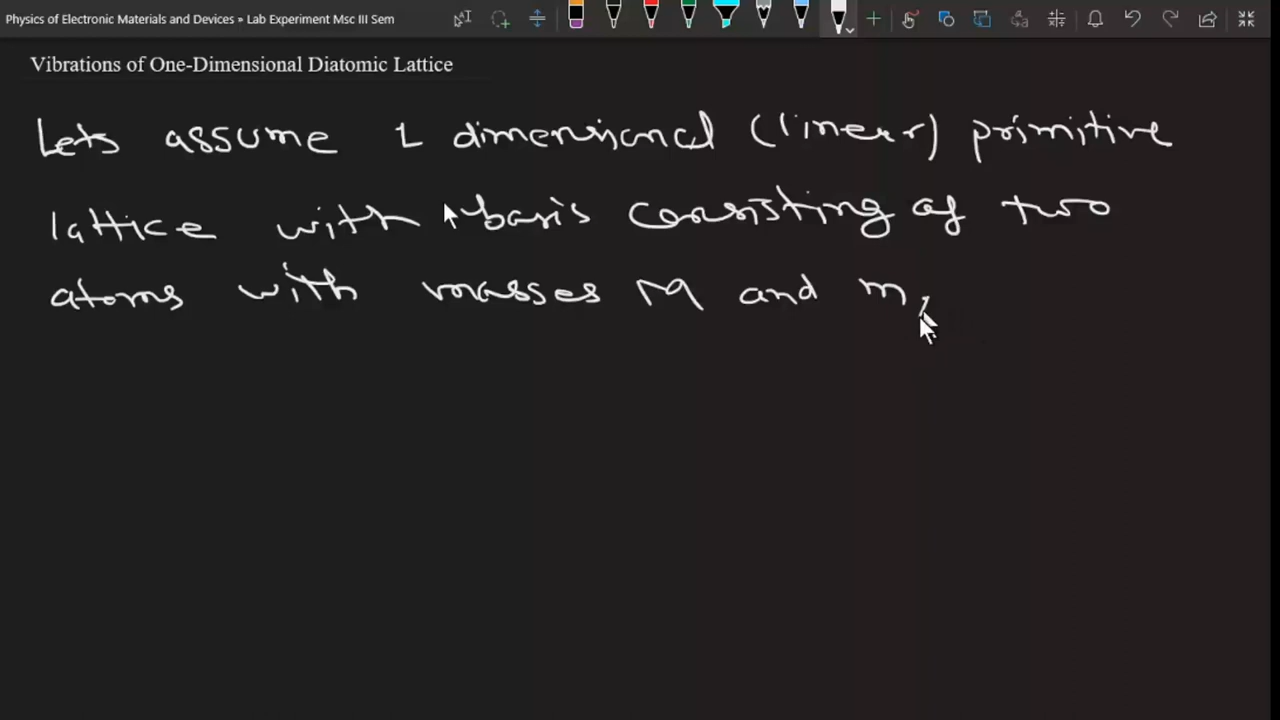 Physics of Electronic Materials and Devices » Lab Experiment Msc III Sem
Vibrations of One-Dimensional Diatomic Lattice
Lets assume 1 dimensional (linear) primitive
lattice with basis consisting of two
atoms with masses M and m,